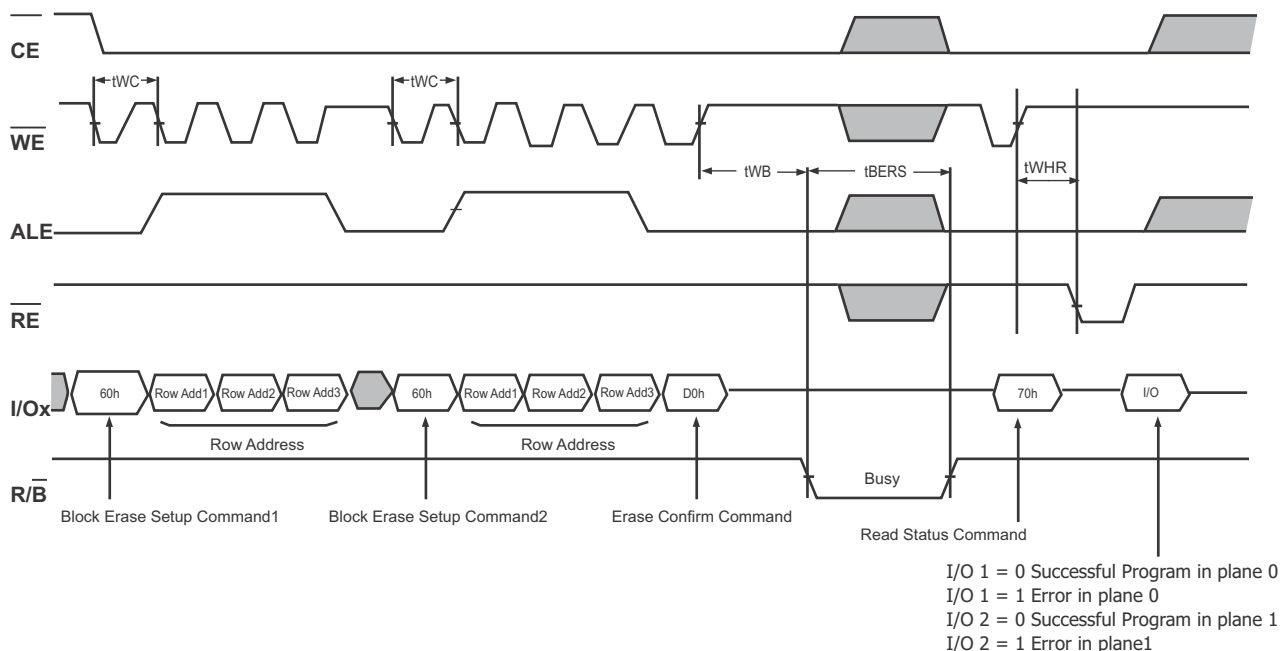 CE
tWC
tWC
WE
tWB
tBERS
tWHR
ALE
RE
I/Ox
60h
Row Add1
Row Add2
Row Add3
60h
Row Add1
Row Add2
Row Add3
D0h
70h
I/O
Row Address
Row Address
R/B
Busy
Block Erase Setup Command1
Block Erase Setup Command2
Erase Confirm Command
Read Status Command
I/O 1 = 0 Successful Program in plane 0
I/O 1 = 1 Error in plane 0
I/O 2 = 0 Successful Program in plane 1
I/O 2 = 1 Error in plane1